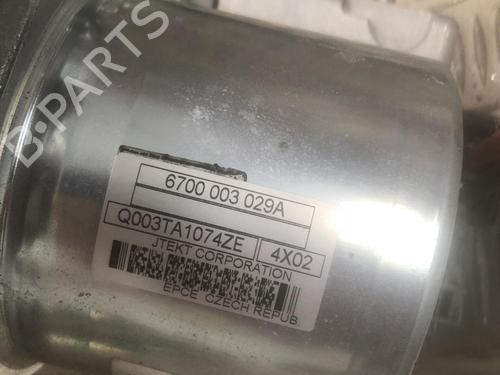 B-PARTS
6700 003 029A
Q003TA1074ZE 4X02
JTEKT CORPORATION
EPCE CZECH REPUB.